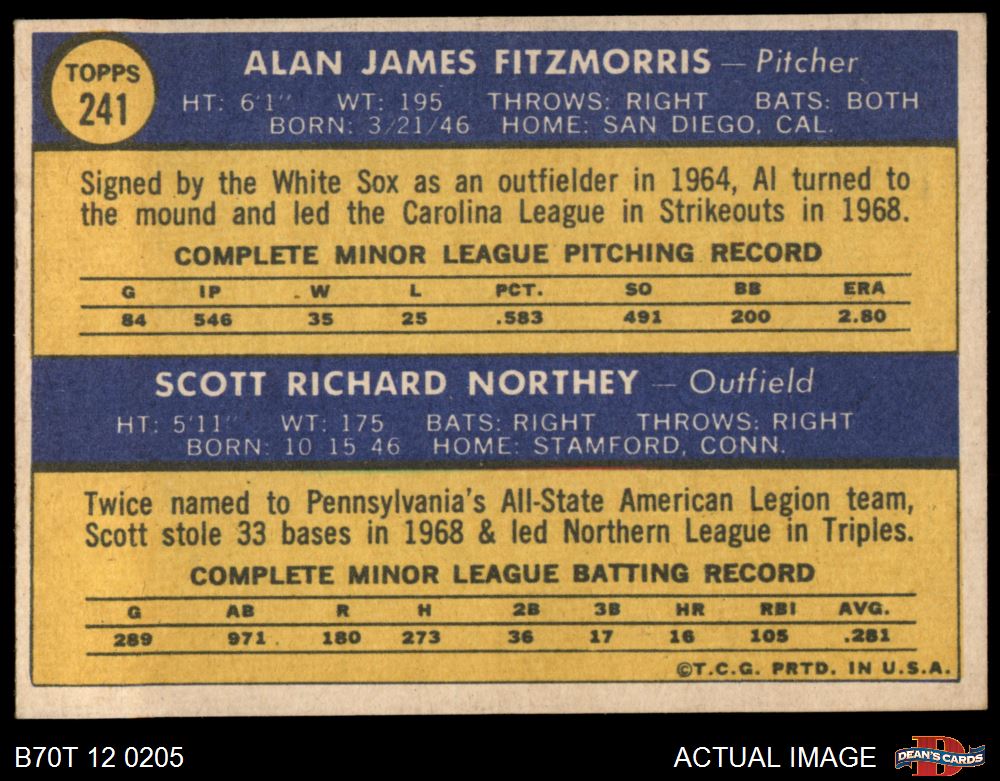 TOPPS
241
ALAN JAMES FITZMORRIS — Pitcher
HT: 6'1" WT: 195 THROWS: RIGHT BATS: BOTH
BORN: 3/21/46 HOME: SAN DIEGO, CAL.
Signed by the White Sox as an outfielder in 1964, Al turned to
the mound and led the Carolina League in Strikeouts in 1968.
COMPLETE MINOR LEAGUE PITCHING RECORD
G IP W L PCT. SO BB ERA
84 546 35 25 .583 491 200 2.80
SCOTT RICHARD NORTHEY — Outfield
HT: 5'11" WT: 175 BATS: RIGHT THROWS: RIGHT
BORN: 10 15 46 HOME: STAMFORD, CONN.
Twice named to Pennsylvania's All-State American Legion team,
Scott stole 33 bases in 1968 & led Northern League in Triples.
COMPLETE MINOR LEAGUE BATTING RECORD
G AB R H 2B 3B HR RBI AVG.
289 971 180 273 36 17 16 105 .281
©T.C.G. PRTD. IN U.S.A.
B70T 12 0205
ACTUAL IMAGE
D
DEAN'S CARDS